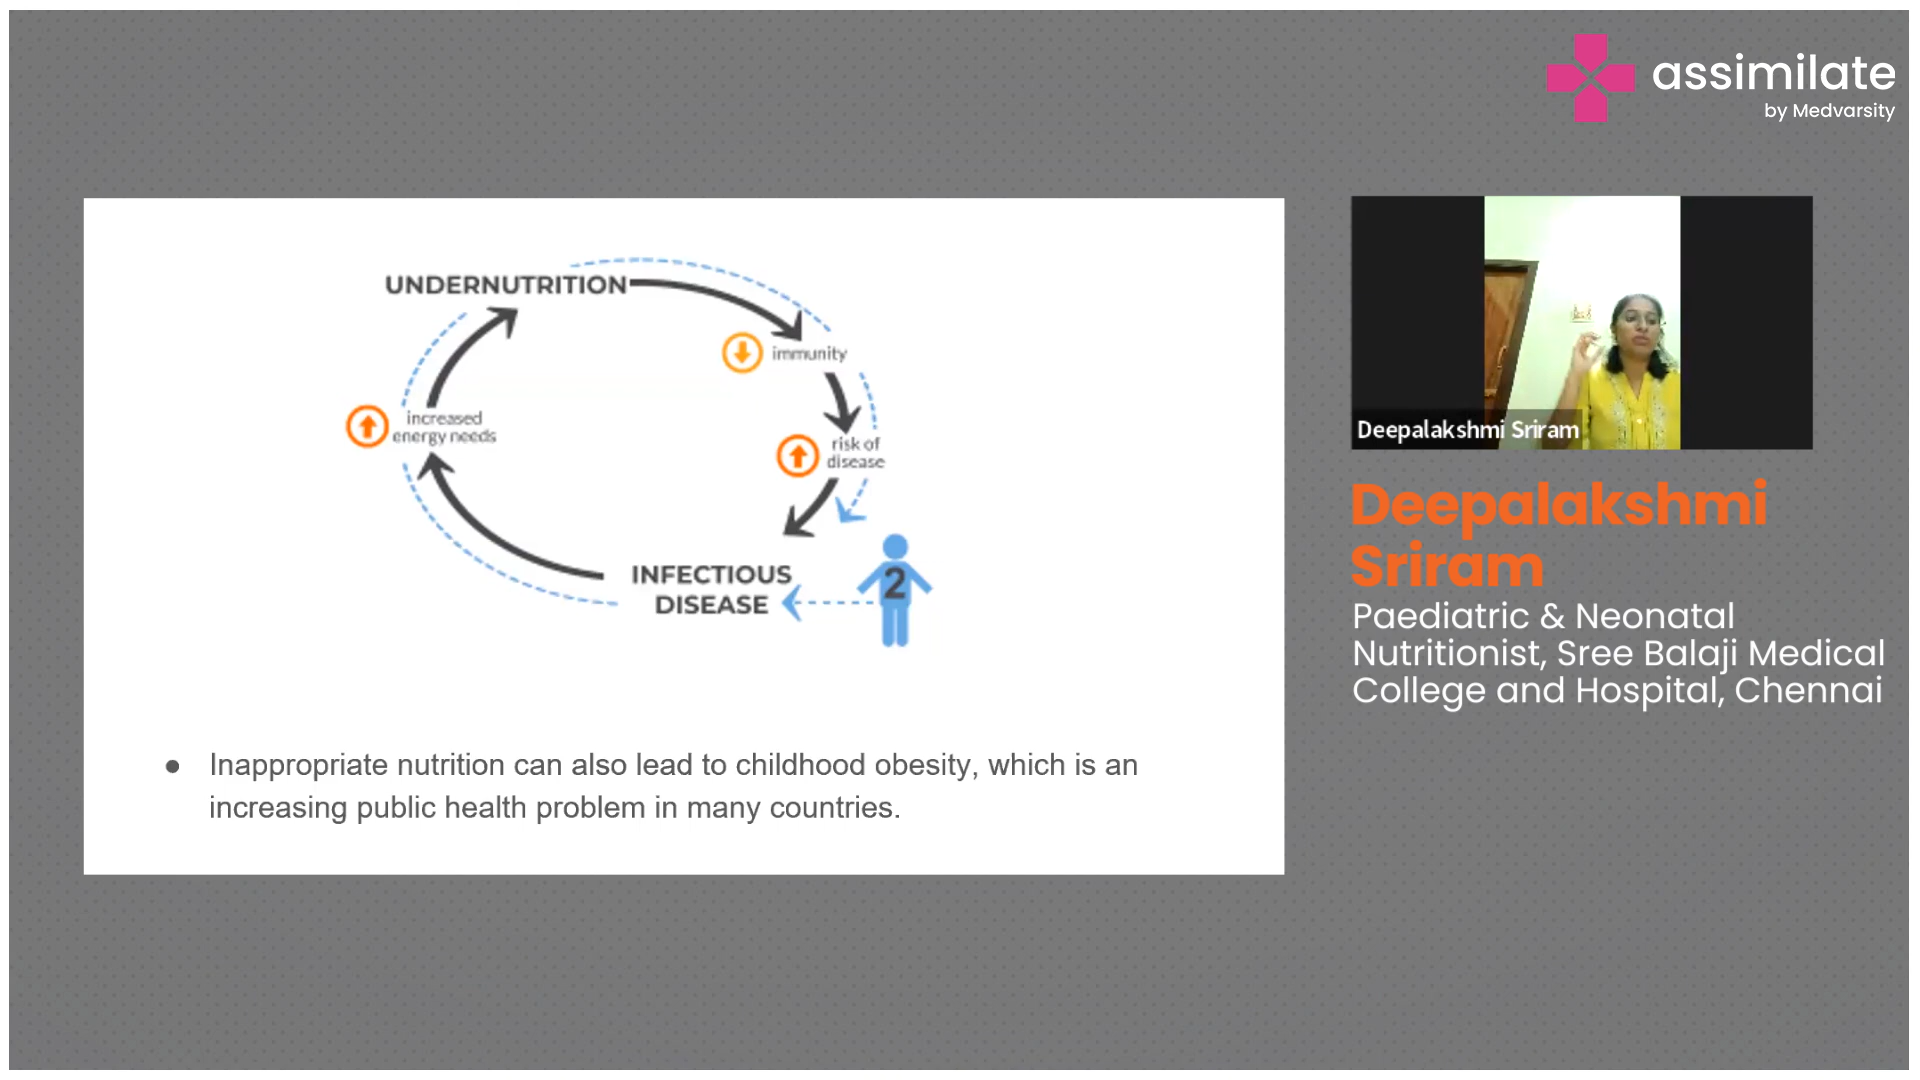 assimilate
by Medvarsity
UNDERNUTRITION
immunity
increased
energy needs
risk of
disease
INFECTIOUS
DISEASE
2
Inappropriate nutrition can also lead to childhood obesity, which is an
increasing public health problem in many countries.
Deepalakshmi Sriram
Deepalakshmi
Sriram
Paediatric & Neonatal
Nutritionist, Sree Balaji Medical
College and Hospital, Chennai